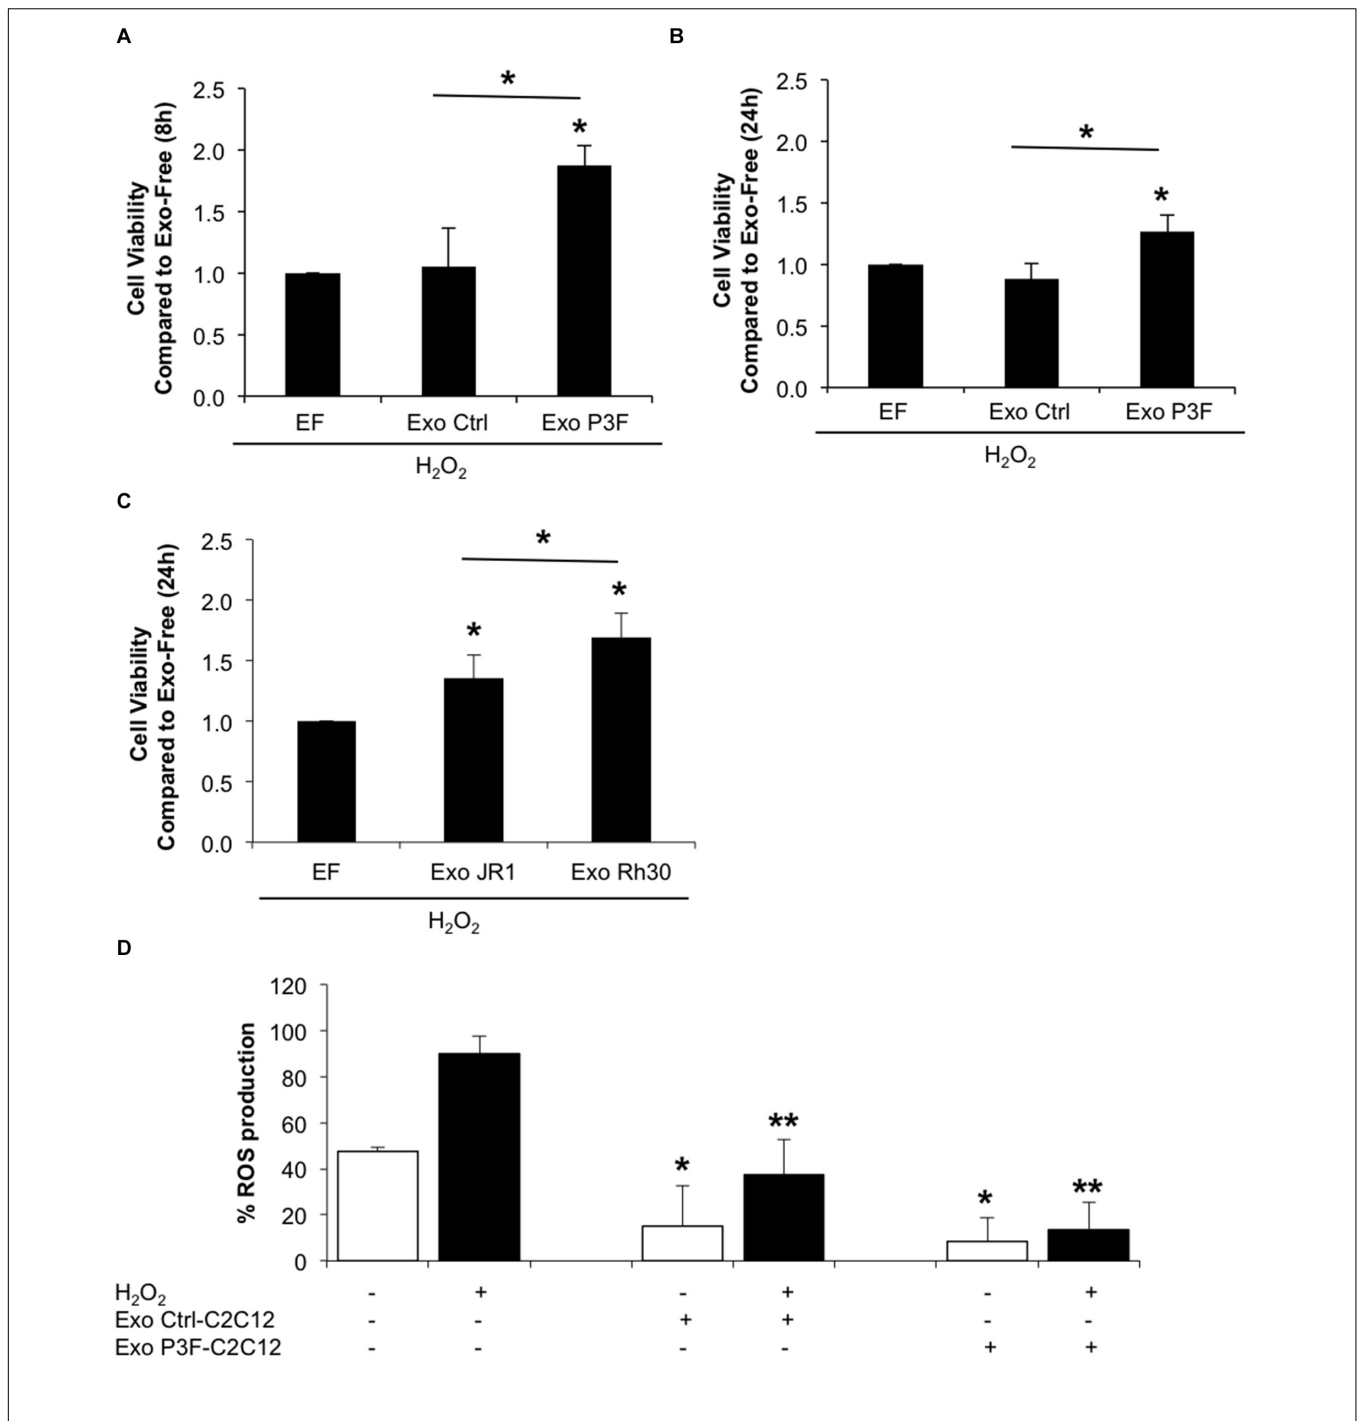 A
*
*
2.5
2.0
1.5
1.0
0.5
0.0
Cell Viability
Compared to Exo-Free (8h)
EF Exo Ctrl Exo P3F
H₂O₂
B
*
*
2.5
2.0
1.5
1.0
0.5
0.0
Cell Viability
Compared to Exo-Free (24h)
EF Exo Ctrl Exo P3F
H₂O₂
C
*
*
*
2.5
2.0
1.5
1.0
0.5
0.0
Cell Viability
Compared to Exo-Free (24h)
EF Exo JR1 Exo Rh30
H₂O₂
D
120
100
80
60
40
20
0
% ROS production
*
**
*
**
H₂O₂ - + - + - +
Exo Ctrl-C2C12 - - + + - -
Exo P3F-C2C12 - - - - + +